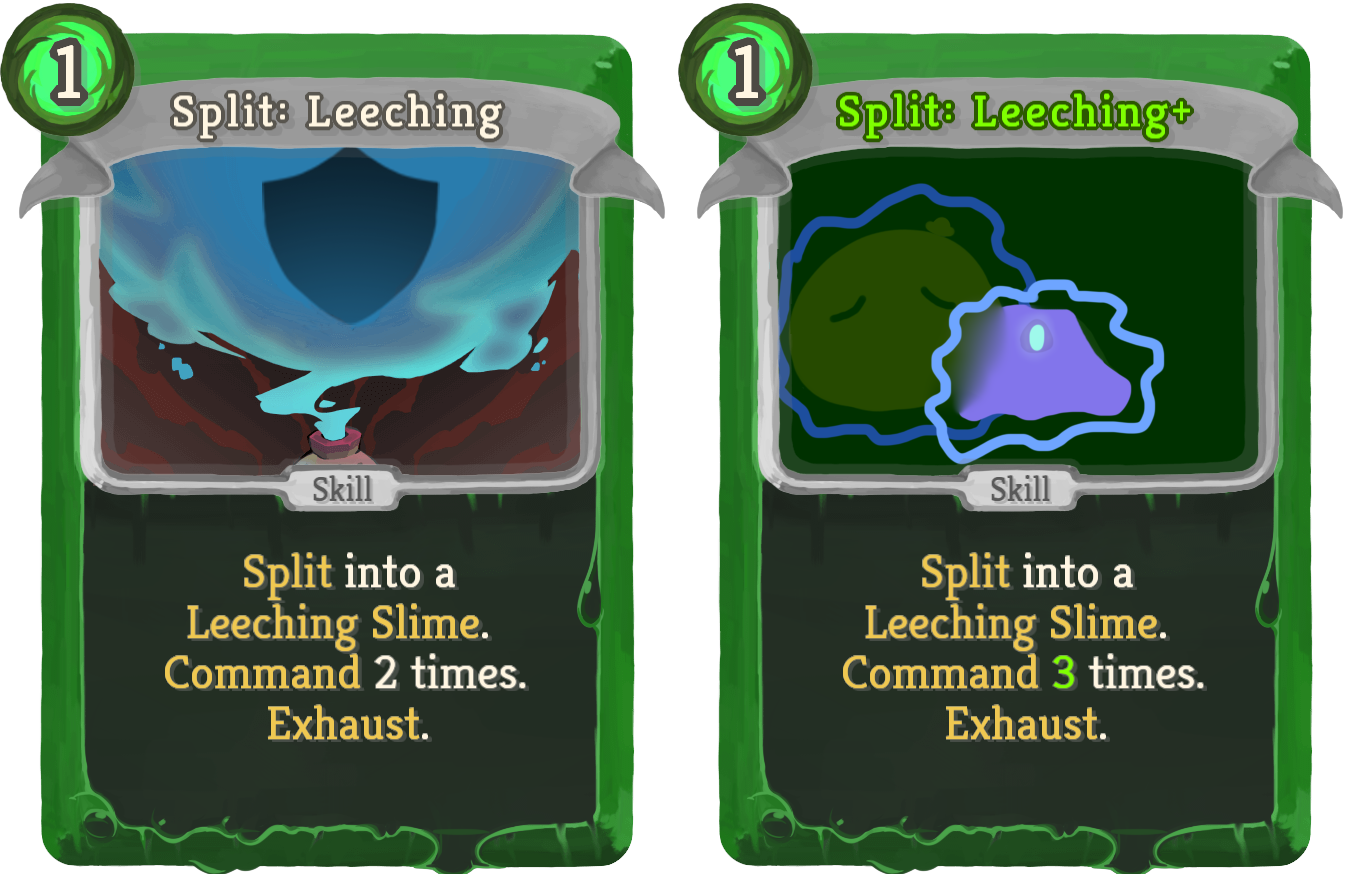 1
Split: Leeching
Skill
Split into a
Leeching Slime.
Command 2 times.
Exhaust.
1
Split: Leeching+
Skill
Split into a
Leeching Slime.
Command 3 times.
Exhaust.